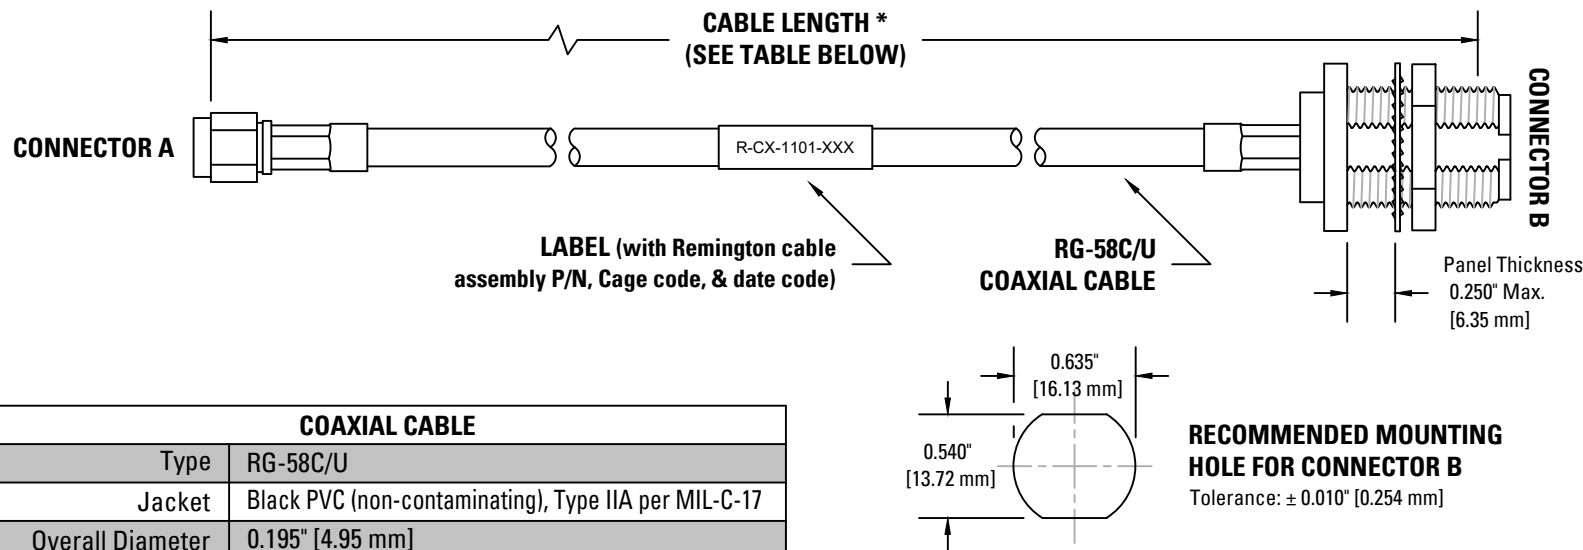 CABLE LENGTH *
(SEE TABLE BELOW)
CONNECTOR A
R-CX-1101-XXX
CONNECTOR B
LABEL (with Remington cable
assembly P/N, Cage code, & date code)
RG-58C/U
COAXIAL CABLE
Panel Thickness
0.250" Max.
[6.35 mm]
0.635"
[16.13 mm]
0.540"
[13.72 mm]
RECOMMENDED MOUNTING
HOLE FOR CONNECTOR B
Tolerance: ± 0.010" [0.254 mm]
COAXIAL CABLE
Type RG-58C/U
Jacket Black PVC (non-contaminating), Type IIA per MIL-C-17
Overall Diameter 0.195" [4.95 mm]